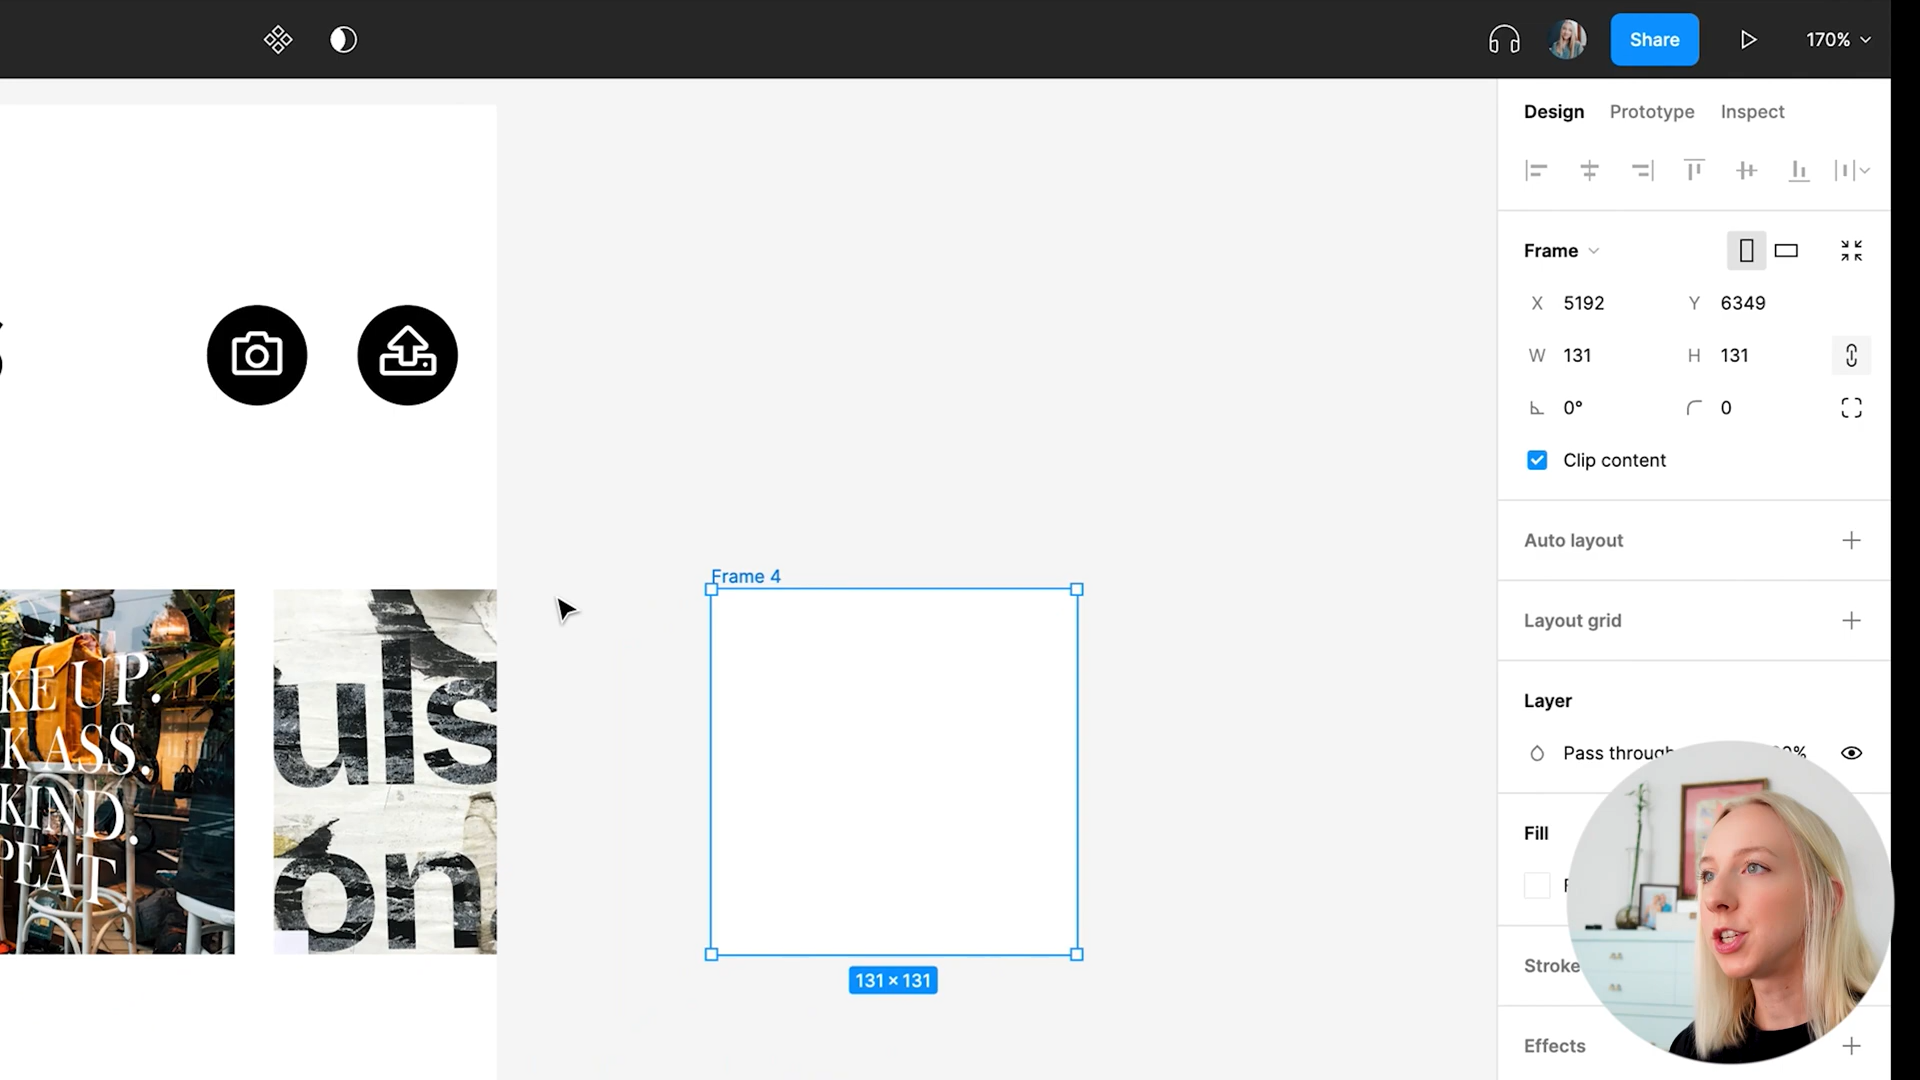 Share
170%
Design Prototype Inspect
Frame
X 5192 Y 6349
W 131 H 131
0° 0
Clip content
Auto layout
Frame 4
Layout grid
KE UP.
K ASS.
KIND.
PEAT
uls
on
Layer
Pass through
Fill
131 × 131
Stroke
Effects